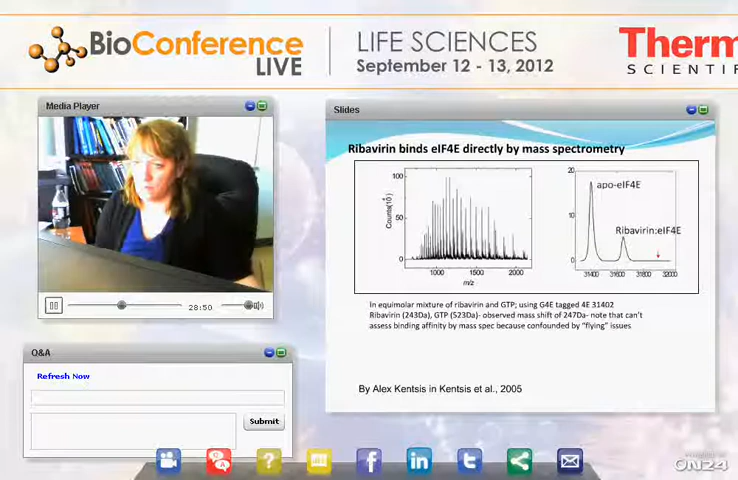 BioConference
LIVE
LIFE SCIENCES
September 12 - 13, 2012
Therm
SCIENTIF
Media Player
28:50
Q&A
Refresh Now
Submit
Slides
Ribavirin binds eIF4E directly by mass spectrometry
100
50
0
Counts(10
1000 1500 2000
m/z
20
10
0
apo-eIF4E
Ribavirin:eIF4E
31400 31600 31800 32000
In equimolar mixture of ribavirin and GTP; using G4E tagged 4E 31402
Ribavirin (243Da), GTP (523Da)- observed mass shift of 247Da- note that can't
assess binding affinity by mass spec because confounded by "flying" issues
By Alex Kentsis in Kentsis et al., 2005
Q
A
?
f
in
t
ON24